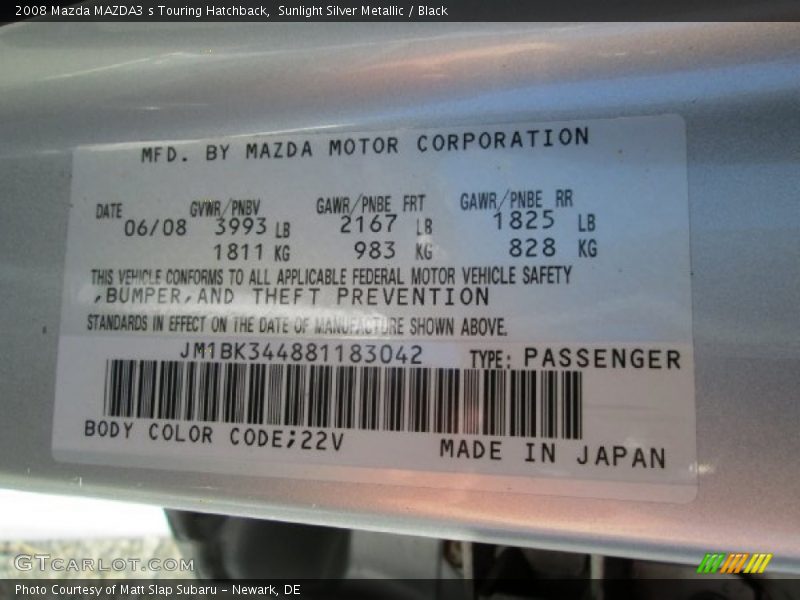 2008 Mazda MAZDA3 s Touring Hatchback,  Sunlight Silver Metallic / Black
MFD. BY MAZDA MOTOR CORPORATION
DATE GVWR/PNBV GAWR/PNBE FRT GAWR/PNBE RR
06/08 3993 LB 2167 LB 1825 LB
1811 KG 983 KG 828 KG
THIS VEHICLE CONFORMS TO ALL APPLICABLE FEDERAL MOTOR VEHICLE SAFETY
,BUMPER,AND THEFT PREVENTION
STANDARDS IN EFFECT ON THE DATE OF MANUFACTURE SHOWN ABOVE.
JM1BK344881183042 TYPE: PASSENGER
BODY COLOR CODE;22V MADE IN JAPAN
GTCARLOT.COM
Photo Courtesy of Matt Slap Subaru - Newark, DE